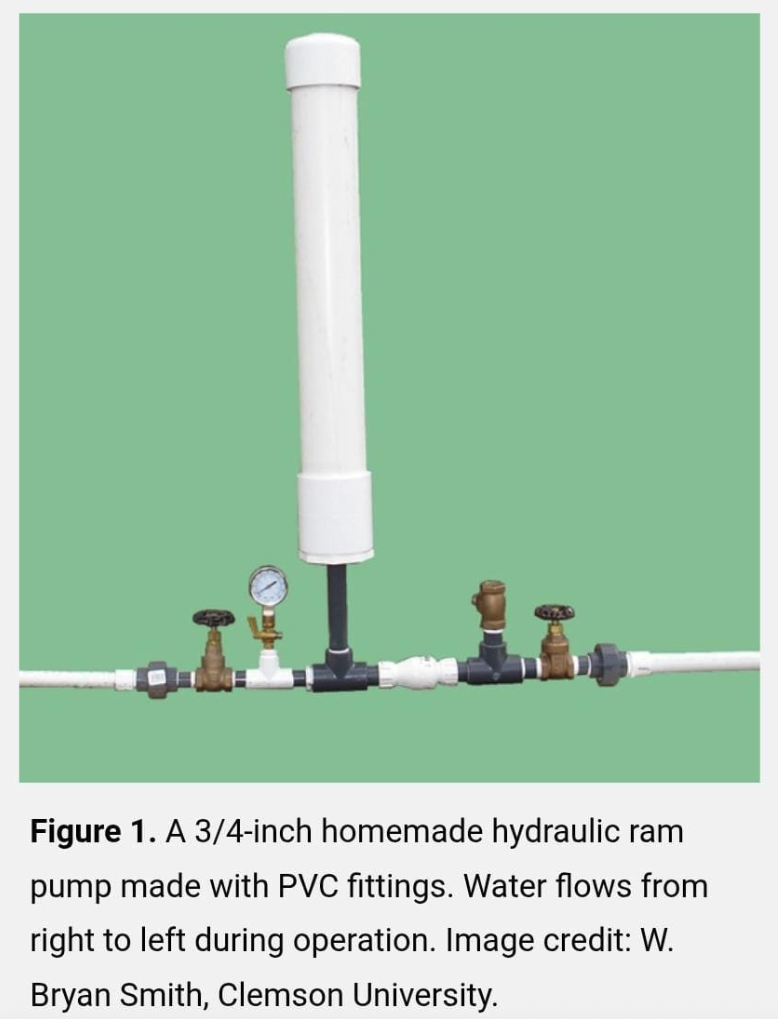 Figure 1. A 3/4-inch homemade hydraulic ram
pump made with PVC fittings. Water flows from
right to left during operation. Image credit: W.
Bryan Smith, Clemson University.